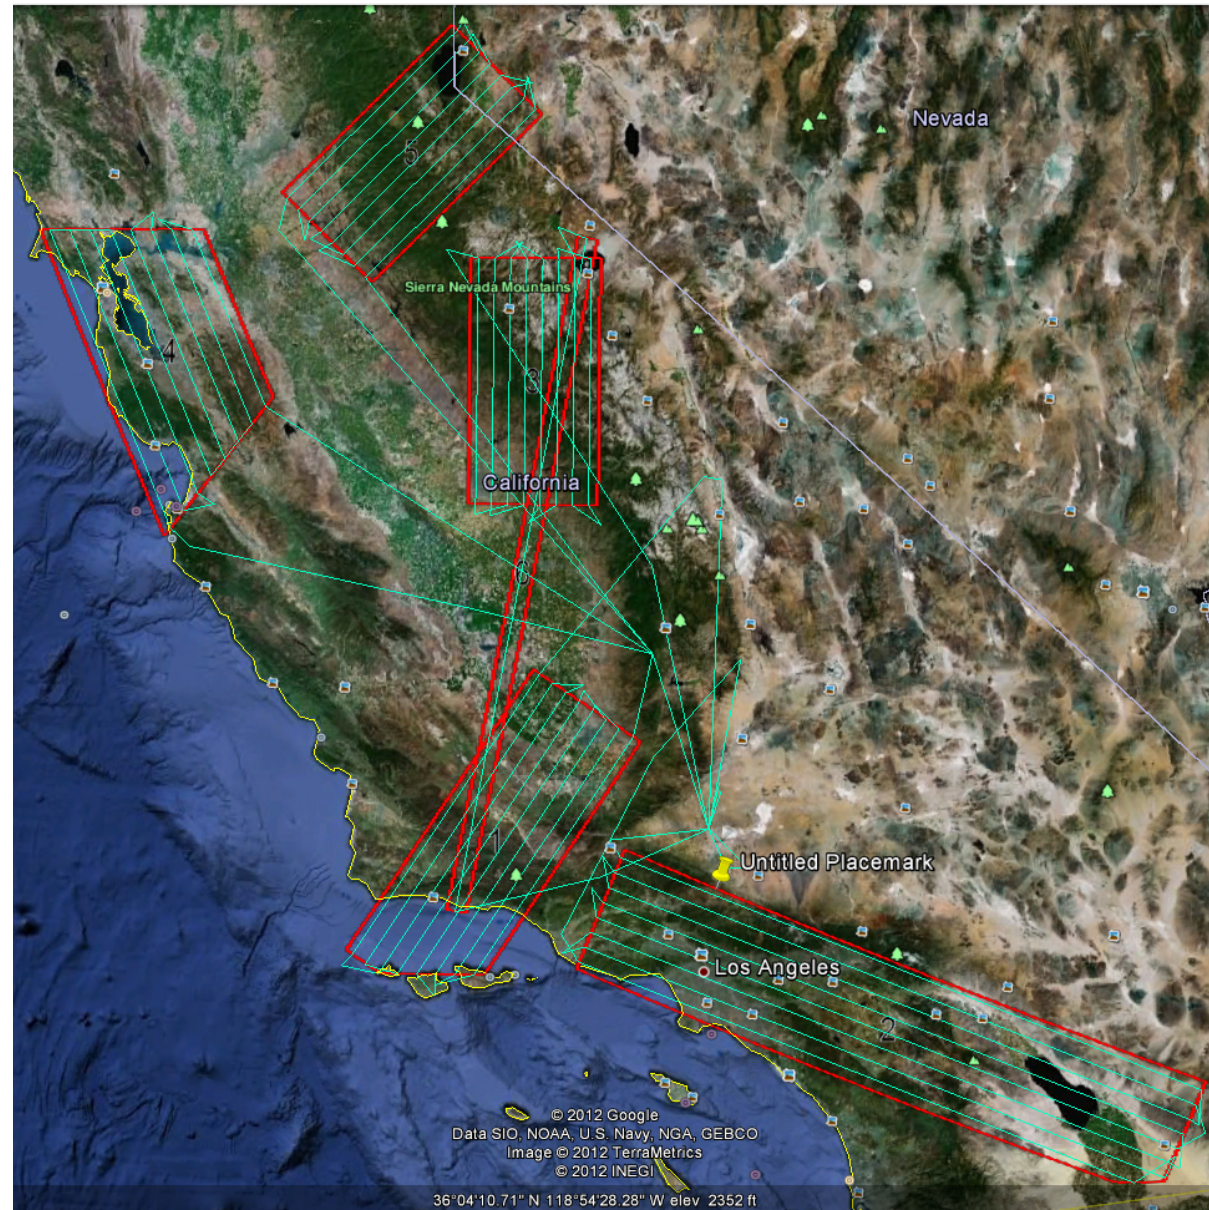 Nevada
5
Sierra Nevada Mountains
4
3
California
6
1
Untitled Placemark
Los Angeles
2
© 2012 Google
Data SIO, NOAA, U.S. Navy, NGA, GEBCO
Image © 2012 TerraMetrics
© 2012 INEGI
36°04'10.71" N 118°54'28.28" W elev 2352 ft